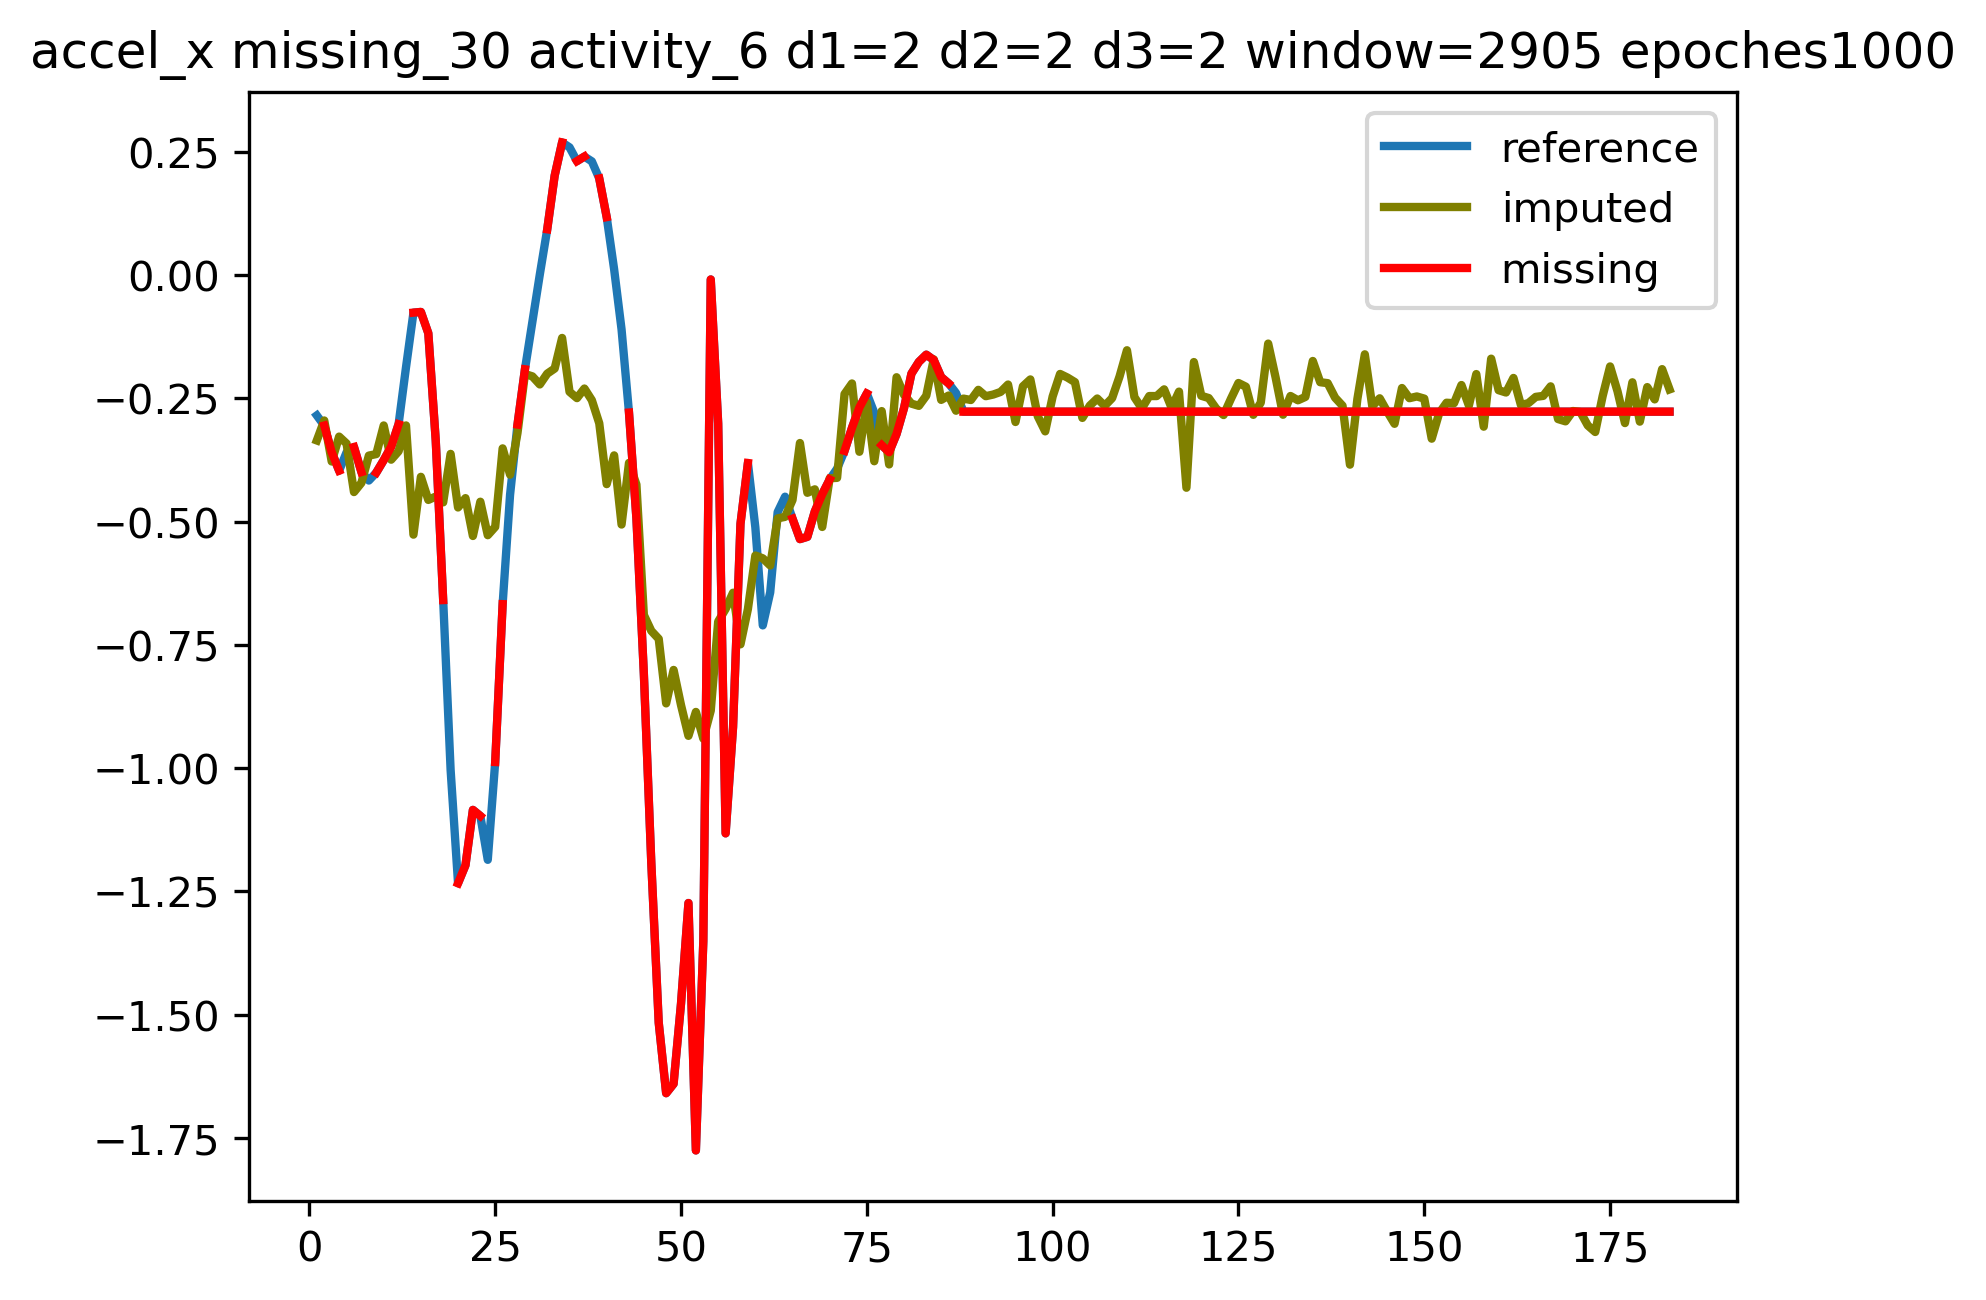 accel_x missing_30 activity_6 d1=2 d2=2 d3=2 window=2905 epoches1000
reference
imputed
missing
0.25
0.00
−0.25
−0.50
−0.75
−1.00
−1.25
−1.50
−1.75
0 25 50 75 100 125 150 175